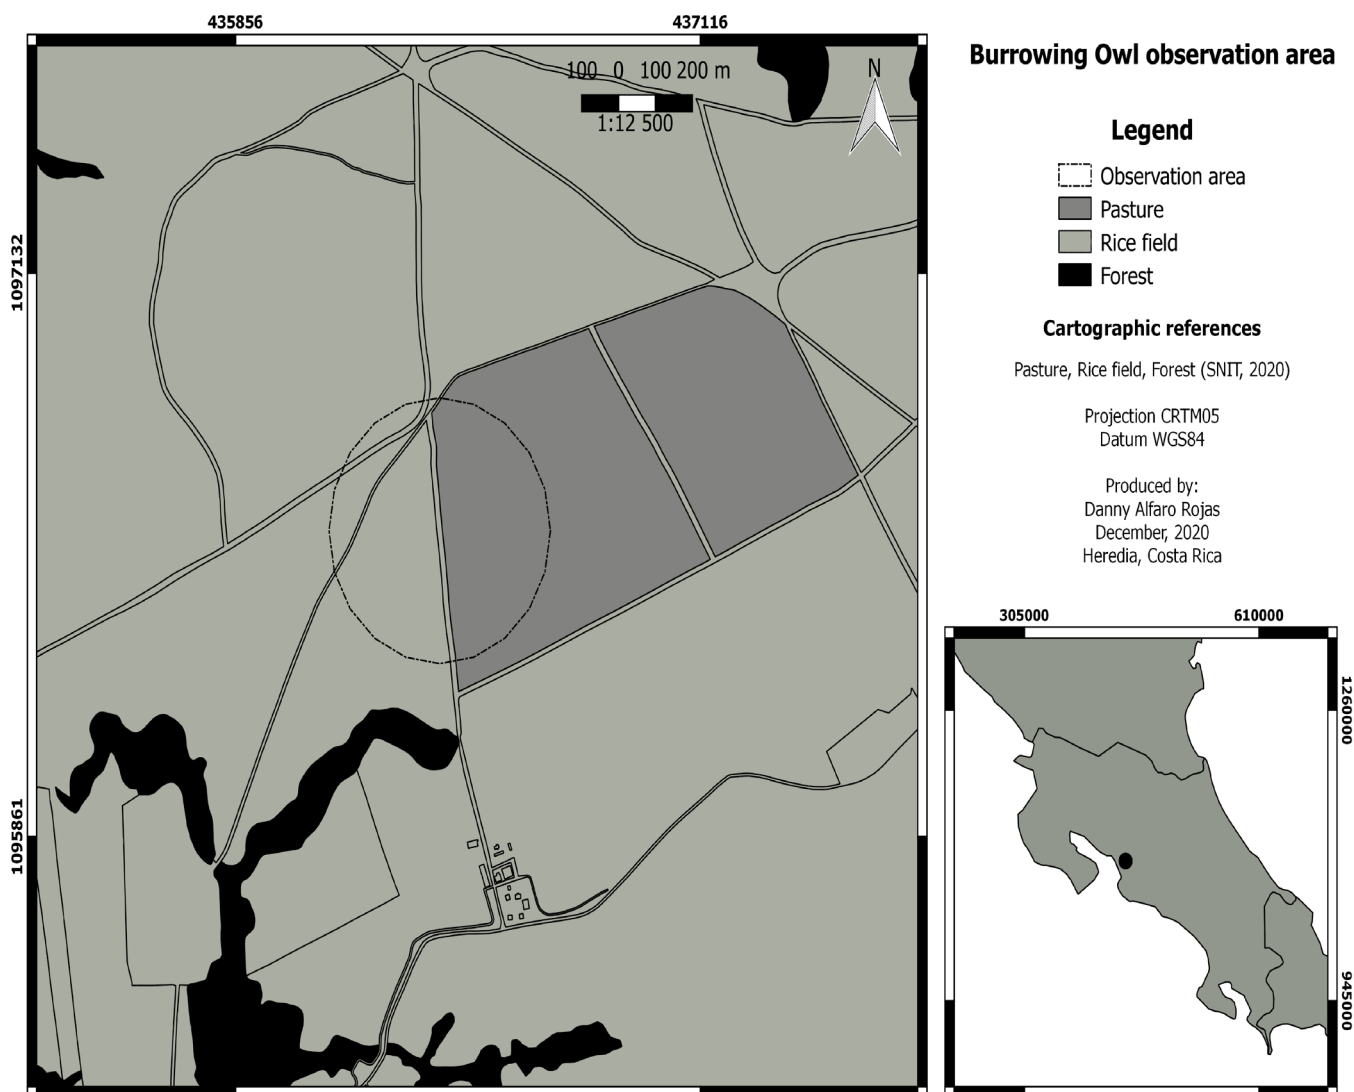 435856
437116
Burrowing Owl observation area
100 0 100 200 m
1:12 500
N
Legend
Observation area
Pasture
Rice field
Forest
1097132
Cartographic references
Pasture, Rice field, Forest (SNIT, 2020)
Projection CRTM05
Datum WGS84
Produced by:
Danny Alfaro Rojas
December, 2020
Heredia, Costa Rica
305000
610000
1260000
1095861
945000